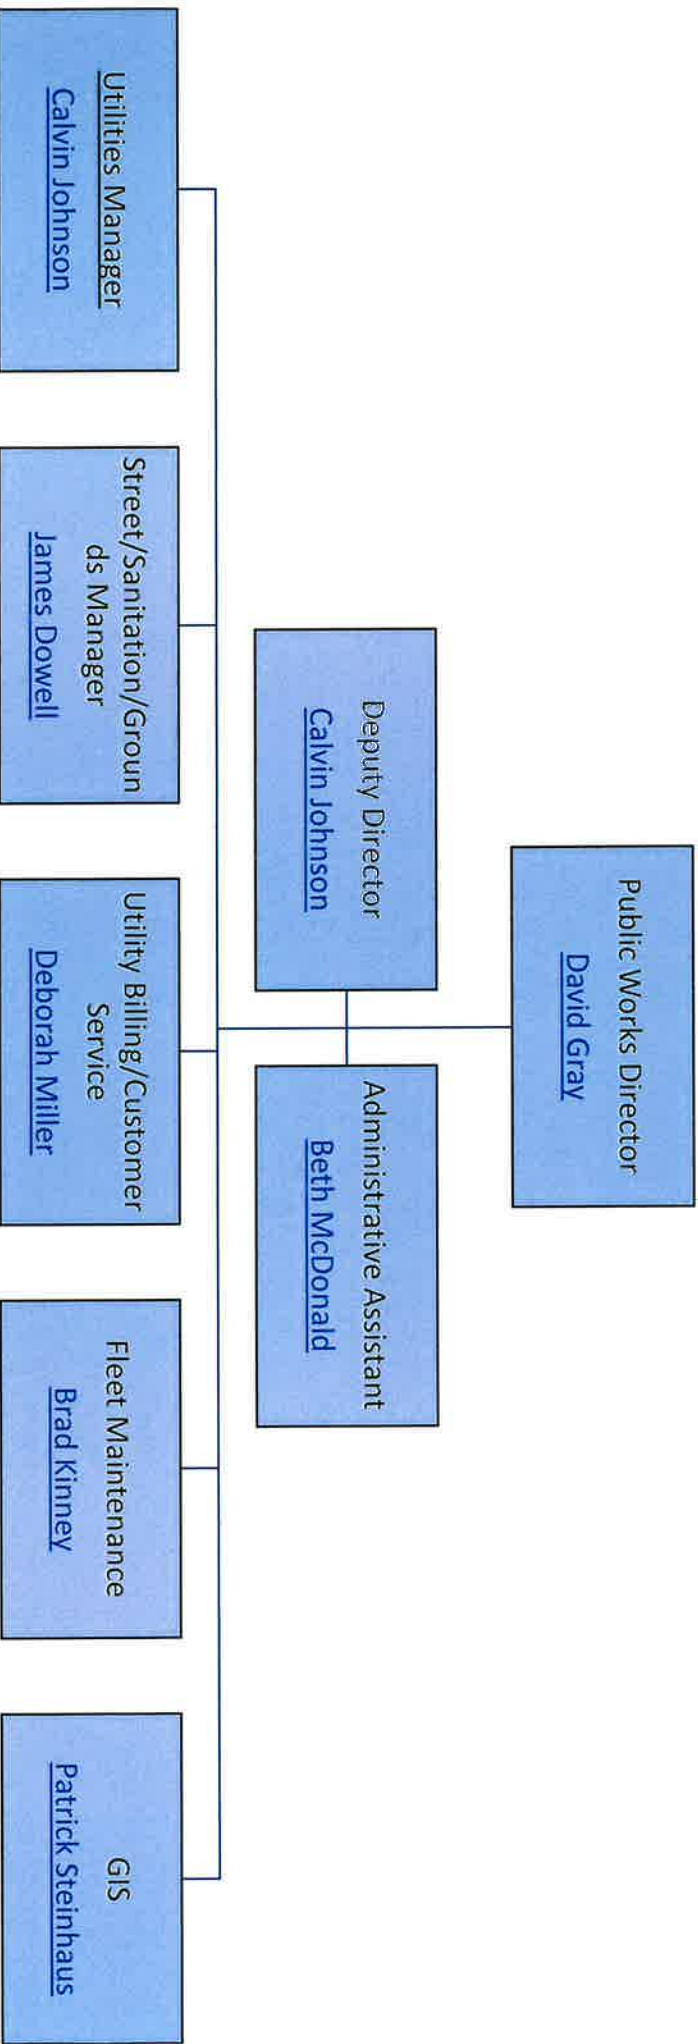 Public Works Director
David Gray
Deputy Director
Calvin Johnson
Administrative Assistant
Beth McDonald
Utilities Manager
Calvin Johnson
Street/Sanitation/Groun
ds Manager
James Dowell
Utility Billing/Customer
Service
Deborah Miller
Fleet Maintenance
Brad Kinney
GIS
Patrick Steinhaus